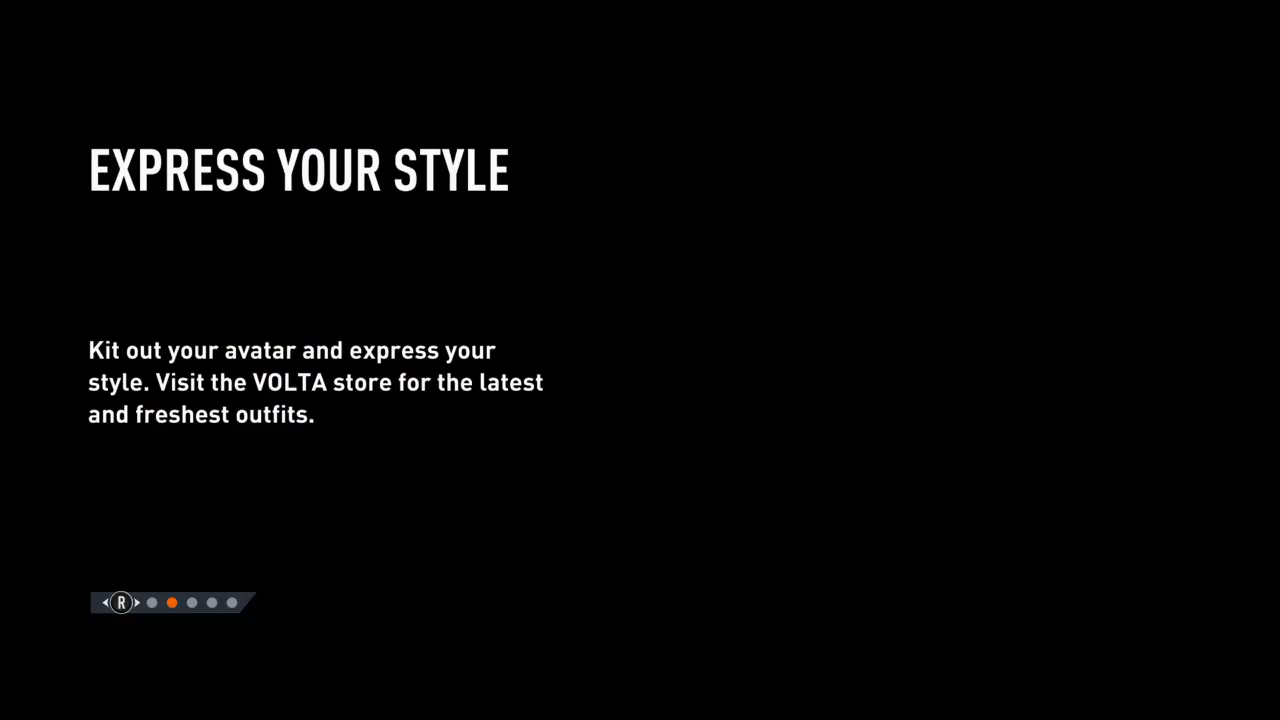 EXPRESS YOUR STYLE
Kit out your avatar and express your
style. Visit the VOLTA store for the latest
and freshest outfits.
R